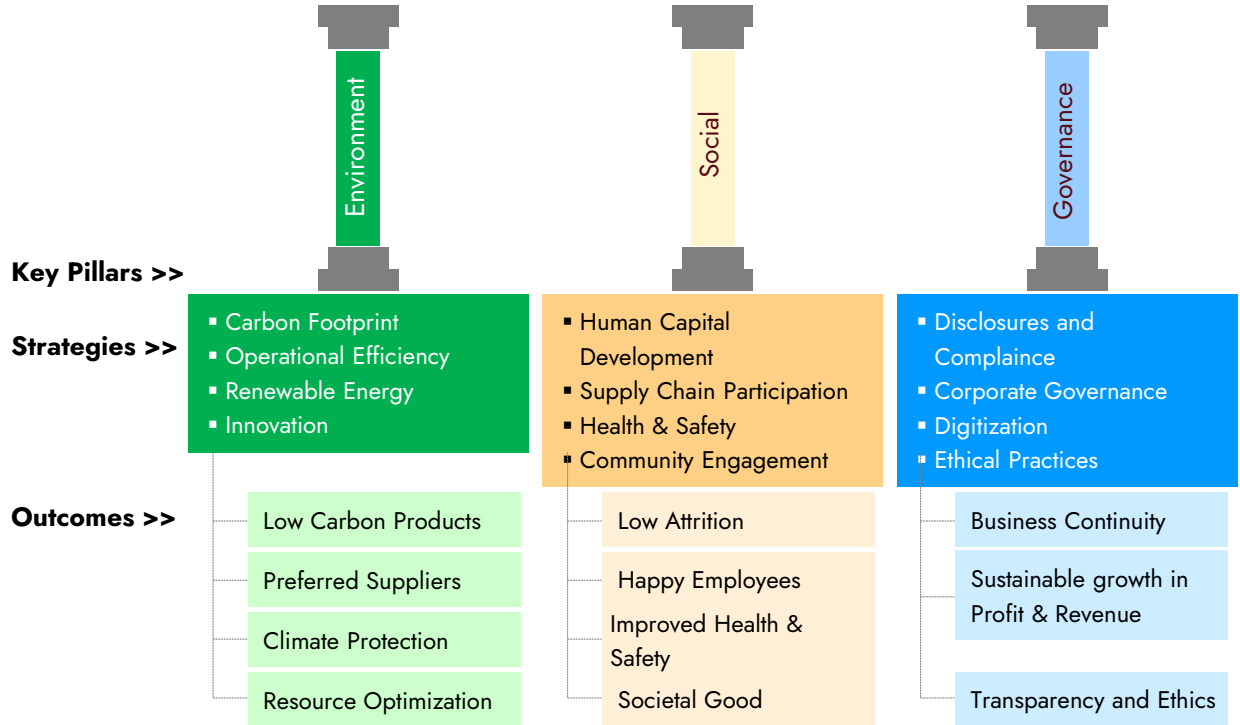 Environment
Social
Governance
Key Pillars >>
Strategies >>
▪ Carbon Footprint
▪ Operational Efficiency
▪ Renewable Energy
▪ Innovation
▪ Human Capital
Development
▪ Supply Chain Participation
▪ Health & Safety
▪ Community Engagement
▪ Disclosures and
Complaince
▪ Corporate Governance
▪ Digitization
▪ Ethical Practices
Outcomes >>
Low Carbon Products
Preferred Suppliers
Climate Protection
Resource Optimization
Low Attrition
Happy Employees
Improved Health &
Safety
Societal Good
Business Continuity
Sustainable growth in
Profit & Revenue
Transparency and Ethics